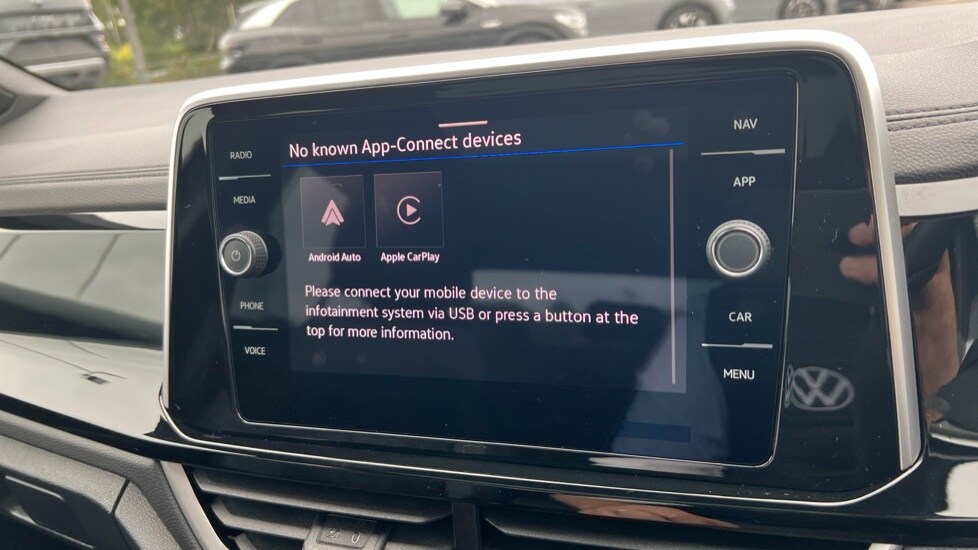 No known App-Connect devices
RADIO
MEDIA
PHONE
VOICE
Android Auto
Apple CarPlay
Please connect your mobile device to the
infotainment system via USB or press a button at the
top for more information.
NAV
APP
CAR
MENU
VW